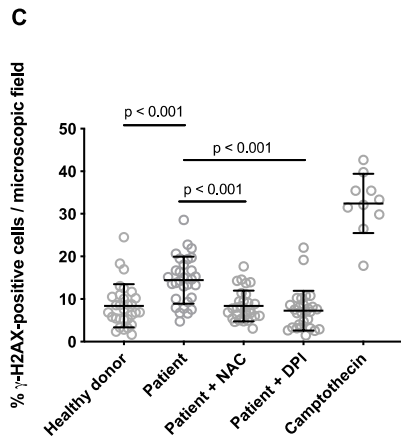 C
p < 0.001
p < 0.001
p < 0.001
% γ-H2AX-positive cells / microscopic field
50
40
30
20
10
0
Healthy donor
Patient
Patient + NAC
Patient + DPI
Camptothecin